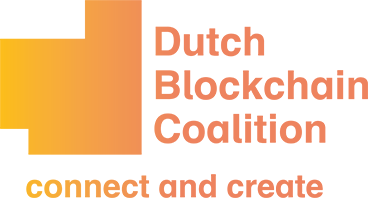 Dutch
Blockchain
Coalition
connect and create